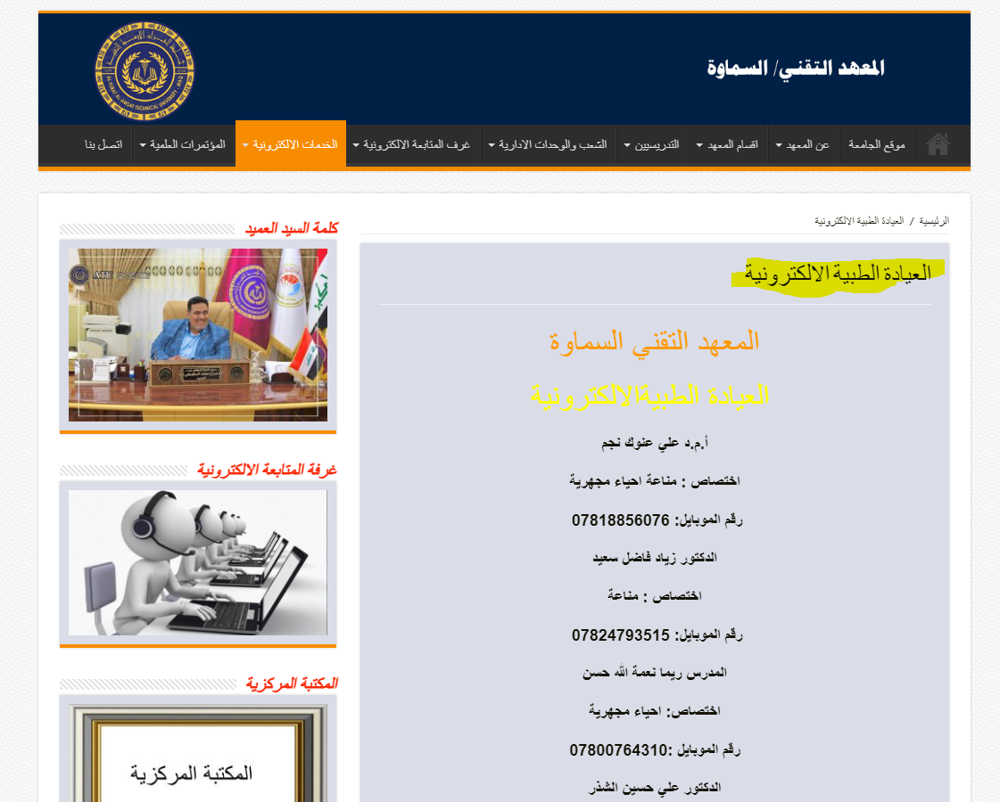 المعهد التقني/ السماوة
موقع الجامعة
عن المعهد
اقسام المعهد
التدريسيين
الشعب والوحدات الادارية
غرف المتابعة الالكترونية
الخدمات الالكترونية
المؤتمرات العلمية
اتصل بنا
الرئيسية / العيادة الطبية الالكترونية
العيادة الطبية الالكترونية
المعهد التقني السماوة
العيادة الطبيةالالكترونية
أ.م.د علي عنوك نجم
اختصاص : مناعة احياء مجهرية
رقم الموبايل: 07818856076
الدكتور زياد فاضل سعيد
اختصاص : مناعة
رقم الموبايل: 07824793515
المدرس ريما نعمة الله حسن
اختصاص: احياء مجهرية
رقم الموبايل :07800764310
الدكتور علي حسين الشذر
كلمة السيد العميد
ATU
غرفة المتابعة الالكترونية
المكتبة المركزية
المكتبة المركزية